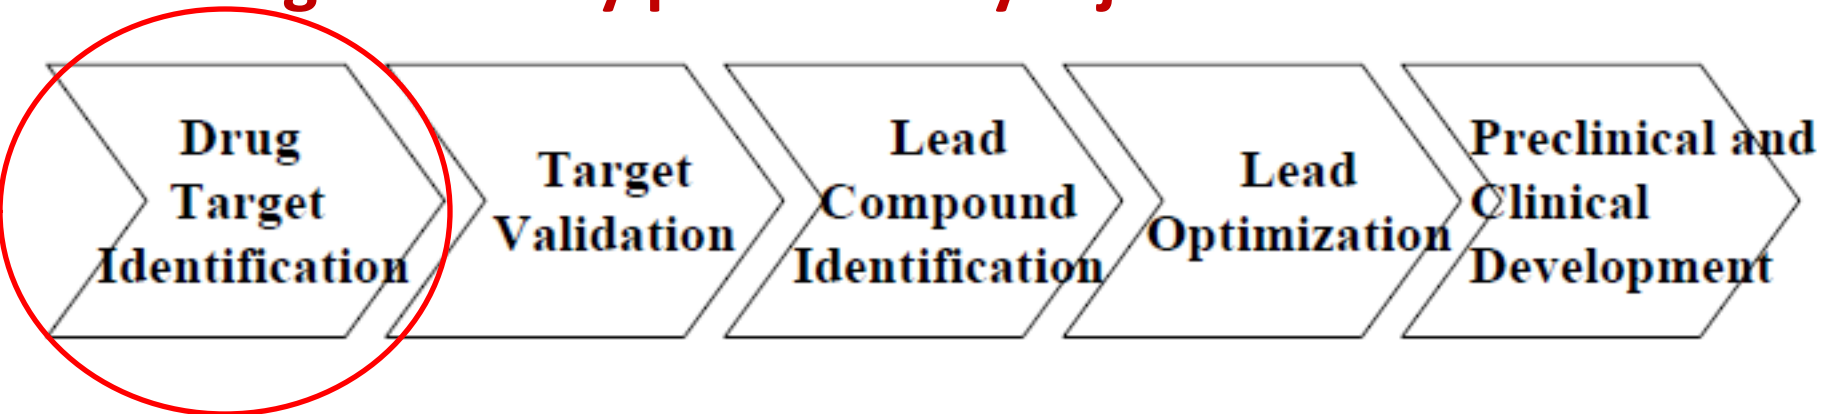 Drug
Target
Identification
Target
Validation
Lead
Compound
Identification
Lead
Optimization
Preclinical and
Clinical
Development